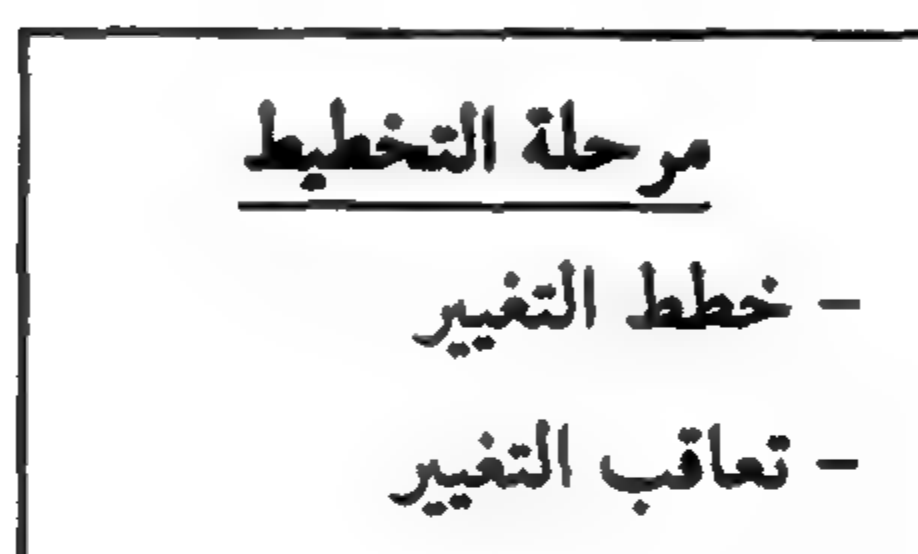 مرحلة التخطيط
- خطط التغيير
- تعاقب التغيير